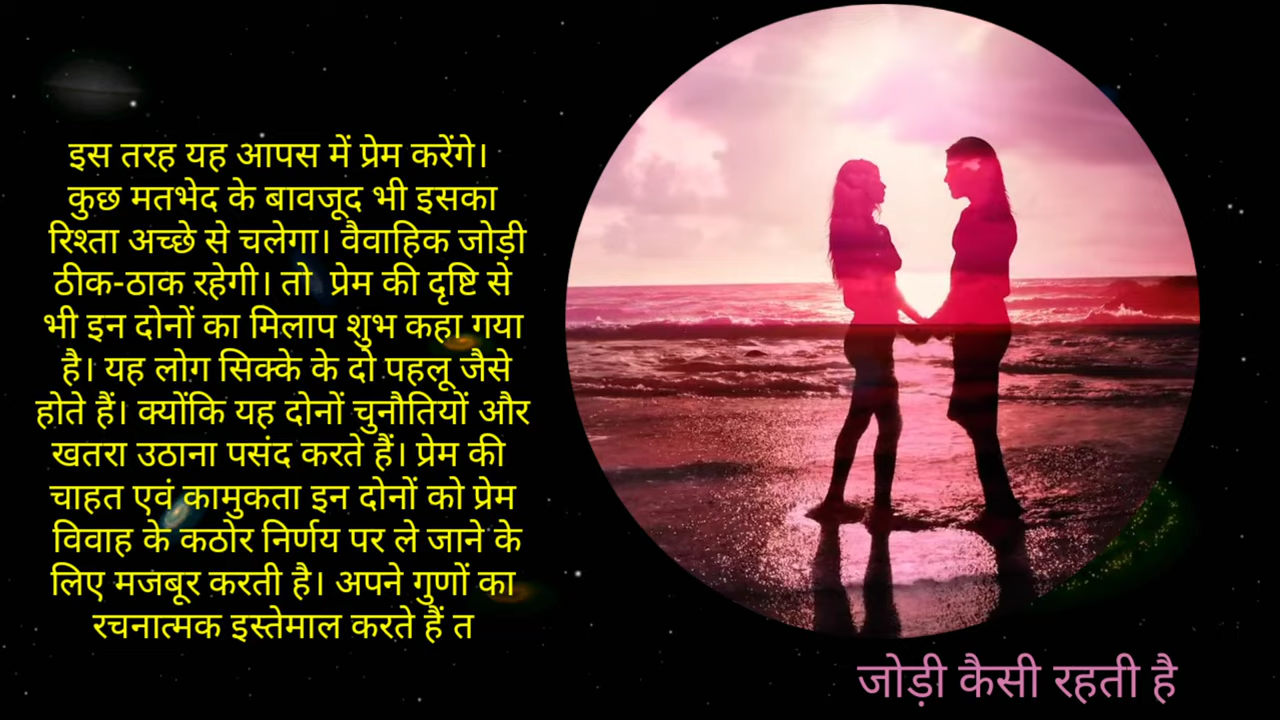 इस तरह यह आपस में प्रेम करेंगे।
कुछ मतभेद के बावजूद भी इसका
रिश्ता अच्छे से चलेगा। वैवाहिक जोड़ी
ठीक-ठाक रहेगी। तो प्रेम की दृष्टि से
भी इन दोनों का मिलाप शुभ कहा गया
है। यह लोग सिक्के के दो पहलू जैसे
होते हैं। क्योंकि यह दोनों चुनौतियों और
खतरा उठाना पसंद करते हैं। प्रेम की
चाहत एवं कामुकता इन दोनों को प्रेम
विवाह के कठोर निर्णय पर ले जाने के
लिए मजबूर करती है। अपने गुणों का
रचनात्मक इस्तेमाल करते हैं त
जोड़ी कैसी रहती है